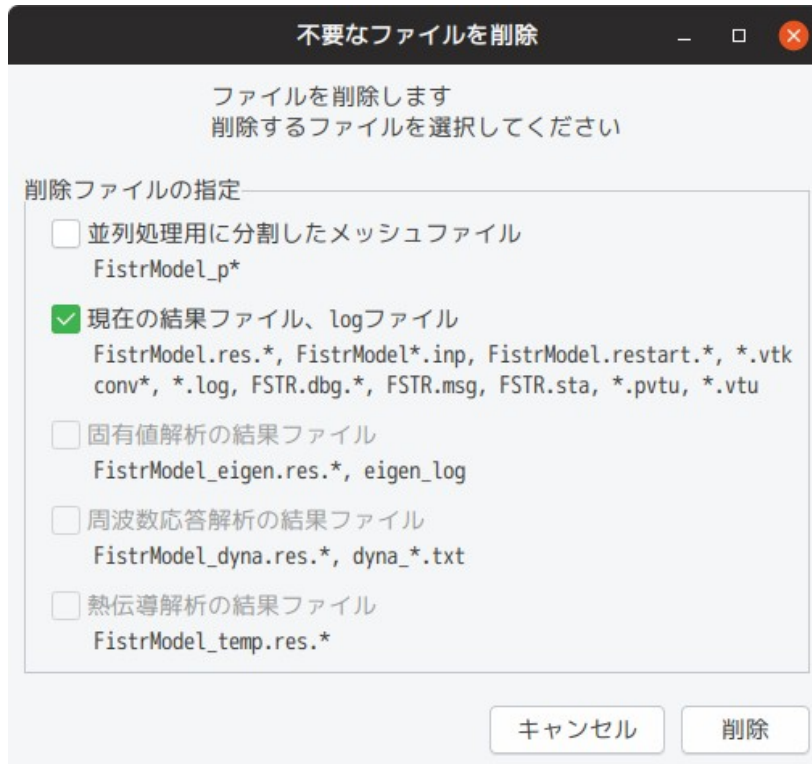 不要なファイルを削除
ファイルを削除します
削除するファイルを選択してください
削除ファイルの指定
並列処理用に分割したメッシュファイル
FistrModel_p*
現在の結果ファイル、logファイル
FistrModel.res.*, FistrModel*.inp, FistrModel.restart.*, *.vtk
conv*, *.log, FSTR.dbg.*, FSTR.msg, FSTR.sta, *.pvtu, *.vtu
固有値解析の結果ファイル
FistrModel_eigen.res.*, eigen_log
周波数応答解析の結果ファイル
FistrModel_dyna.res.*, dyna_*.txt
熱伝導解析の結果ファイル
FistrModel_temp.res.*
キャンセル
削除